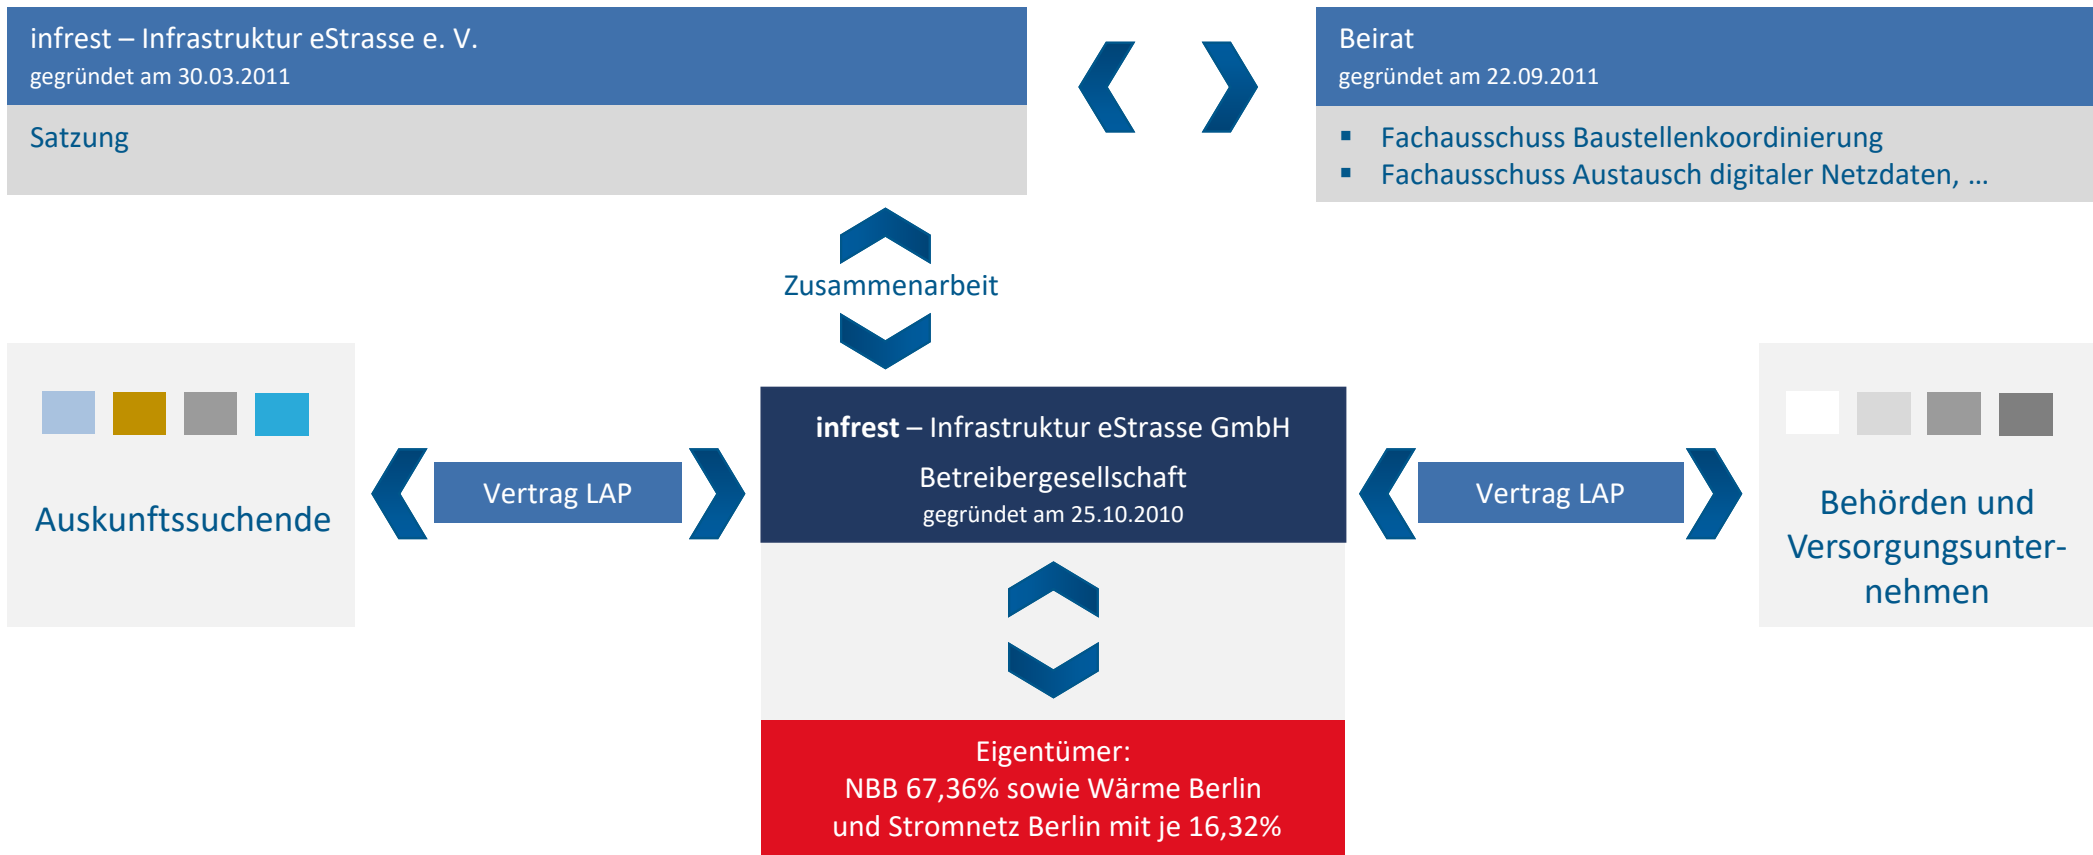 infrest – Infrastruktur eStrasse e. V.
gegründet am 30.03.2011
Satzung
Beirat
gegründet am 22.09.2011
▪ Fachausschuss Baustellenkoordinierung
▪ Fachausschuss Austausch digitaler Netzdaten, …
Zusammenarbeit
Auskunftssuchende
Vertrag LAP
infrest – Infrastruktur eStrasse GmbH
Betreibergesellschaft
gegründet am 25.10.2010
Vertrag LAP
Behörden und
Versorgungsunter-
nehmen
Eigentümer:
NBB 67,36% sowie Wärme Berlin
und Stromnetz Berlin mit je 16,32%